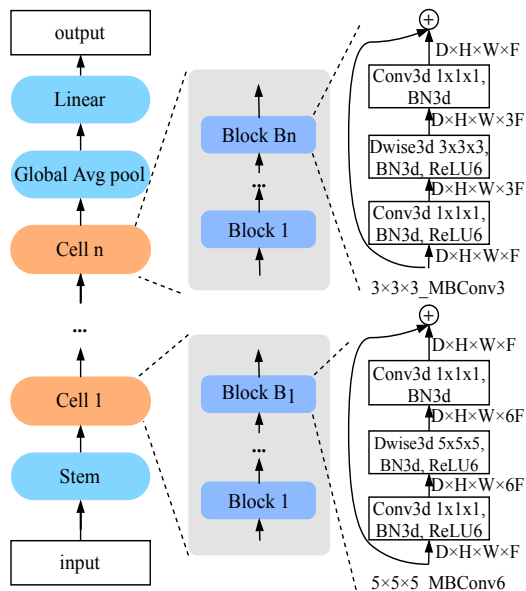 output
Linear
Global Avg pool
Cell n
...
Cell 1
Stem
input
Block Bn
...
Block 1
Block B1
...
Block 1
+
D×H×W×F
Conv3d 1x1x1,
BN3d
D×H×W×3F
Dwise3d 3x3x3,
BN3d, ReLU6
D×H×W×3F
Conv3d 1x1x1,
BN3d, ReLU6
D×H×W×F
3×3×3_MBConv3
+
D×H×W×F
Conv3d 1x1x1,
BN3d
D×H×W×6F
Dwise3d 5x5x5,
BN3d, ReLU6
D×H×W×6F
Conv3d 1x1x1,
BN3d, ReLU6
D×H×W×F
5×5×5_MBConv6